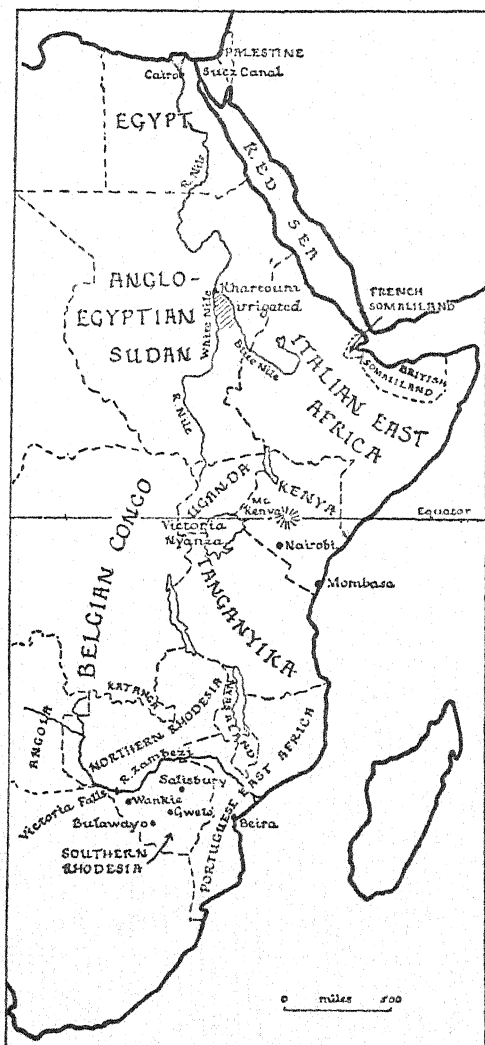 PALESTINE
Cairo
Suez Canal
EGYPT
R. Nile
RED SEA
ANGLO-
EGYPTIAN
SUDAN
Khartoum
irrigated
White Nile
Blue Nile
R. Nile
FRENCH
SOMALILAND
BRITISH
SOMALILAND
ITALIAN EAST
AFRICA
UGANDA
KENYA
Mt.
Kenya
Equator
Victoria
Nyanza
Nairobi
Mombasa
BELGIAN CONGO
TANGANYIKA
KATANGA
ANGOLA
NORTHERN RHODESIA
NYASALAND
R. Zambezi
Victoria Falls
Salisbury
Wankie
Gwelo
Bulawayo
Beira
PORTUGUESE EAST AFRICA
SOUTHERN
RHODESIA
0 miles 500